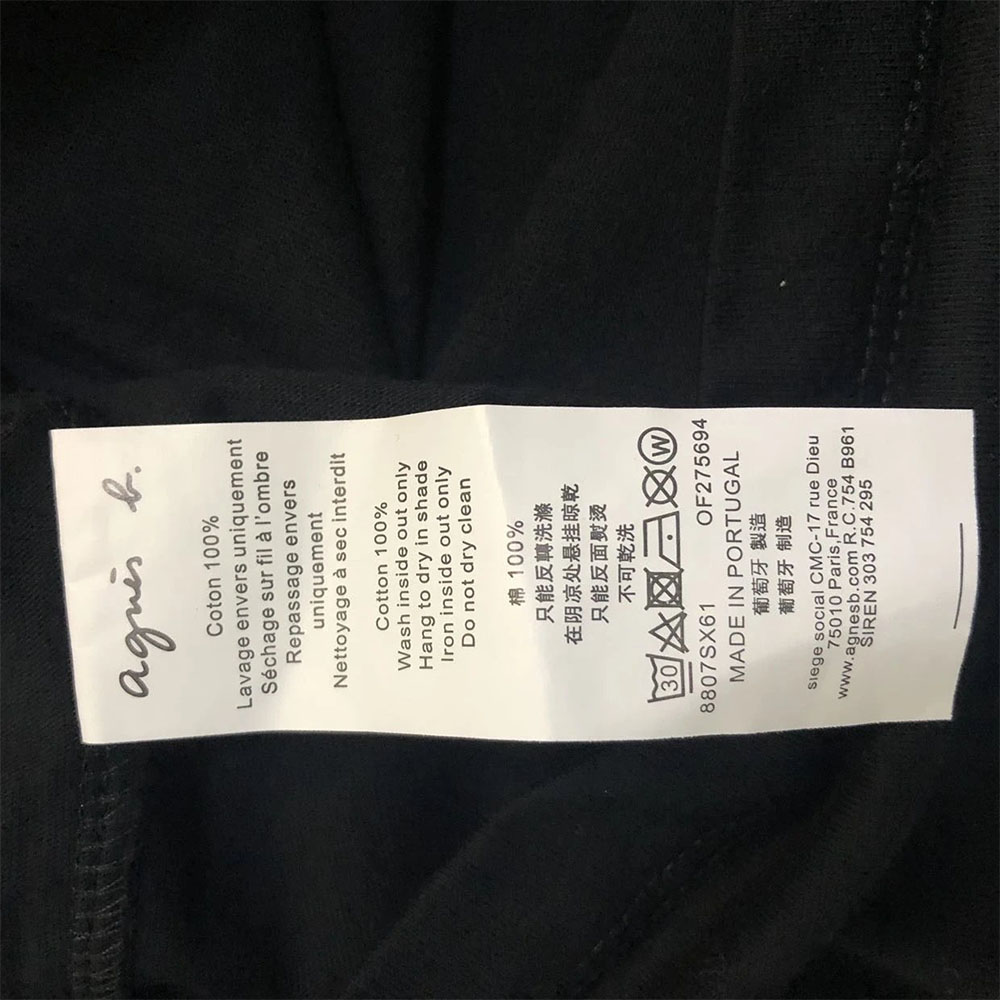 agnès b.
Coton 100%
Lavage envers uniquement
Séchage sur fil à l'ombre
Repassage envers
uniquement
Nettoyage à sec interdit
Cotton 100%
Wash inside out only
Hang to dry in shade
Iron inside out only
Do not dry clean
棉 100%
只能反轉洗滌
在阴凉处悬挂晾乾
只能反面熨烫
不可乾洗
30 W
8807SX61 OF275694
MADE IN PORTUGAL
葡萄牙 製造
葡萄牙 制造
siege social CMC-17 rue Dieu
75010 Paris,France
www.agnesb.com R.C.754 B961
SIREN 303 754 295